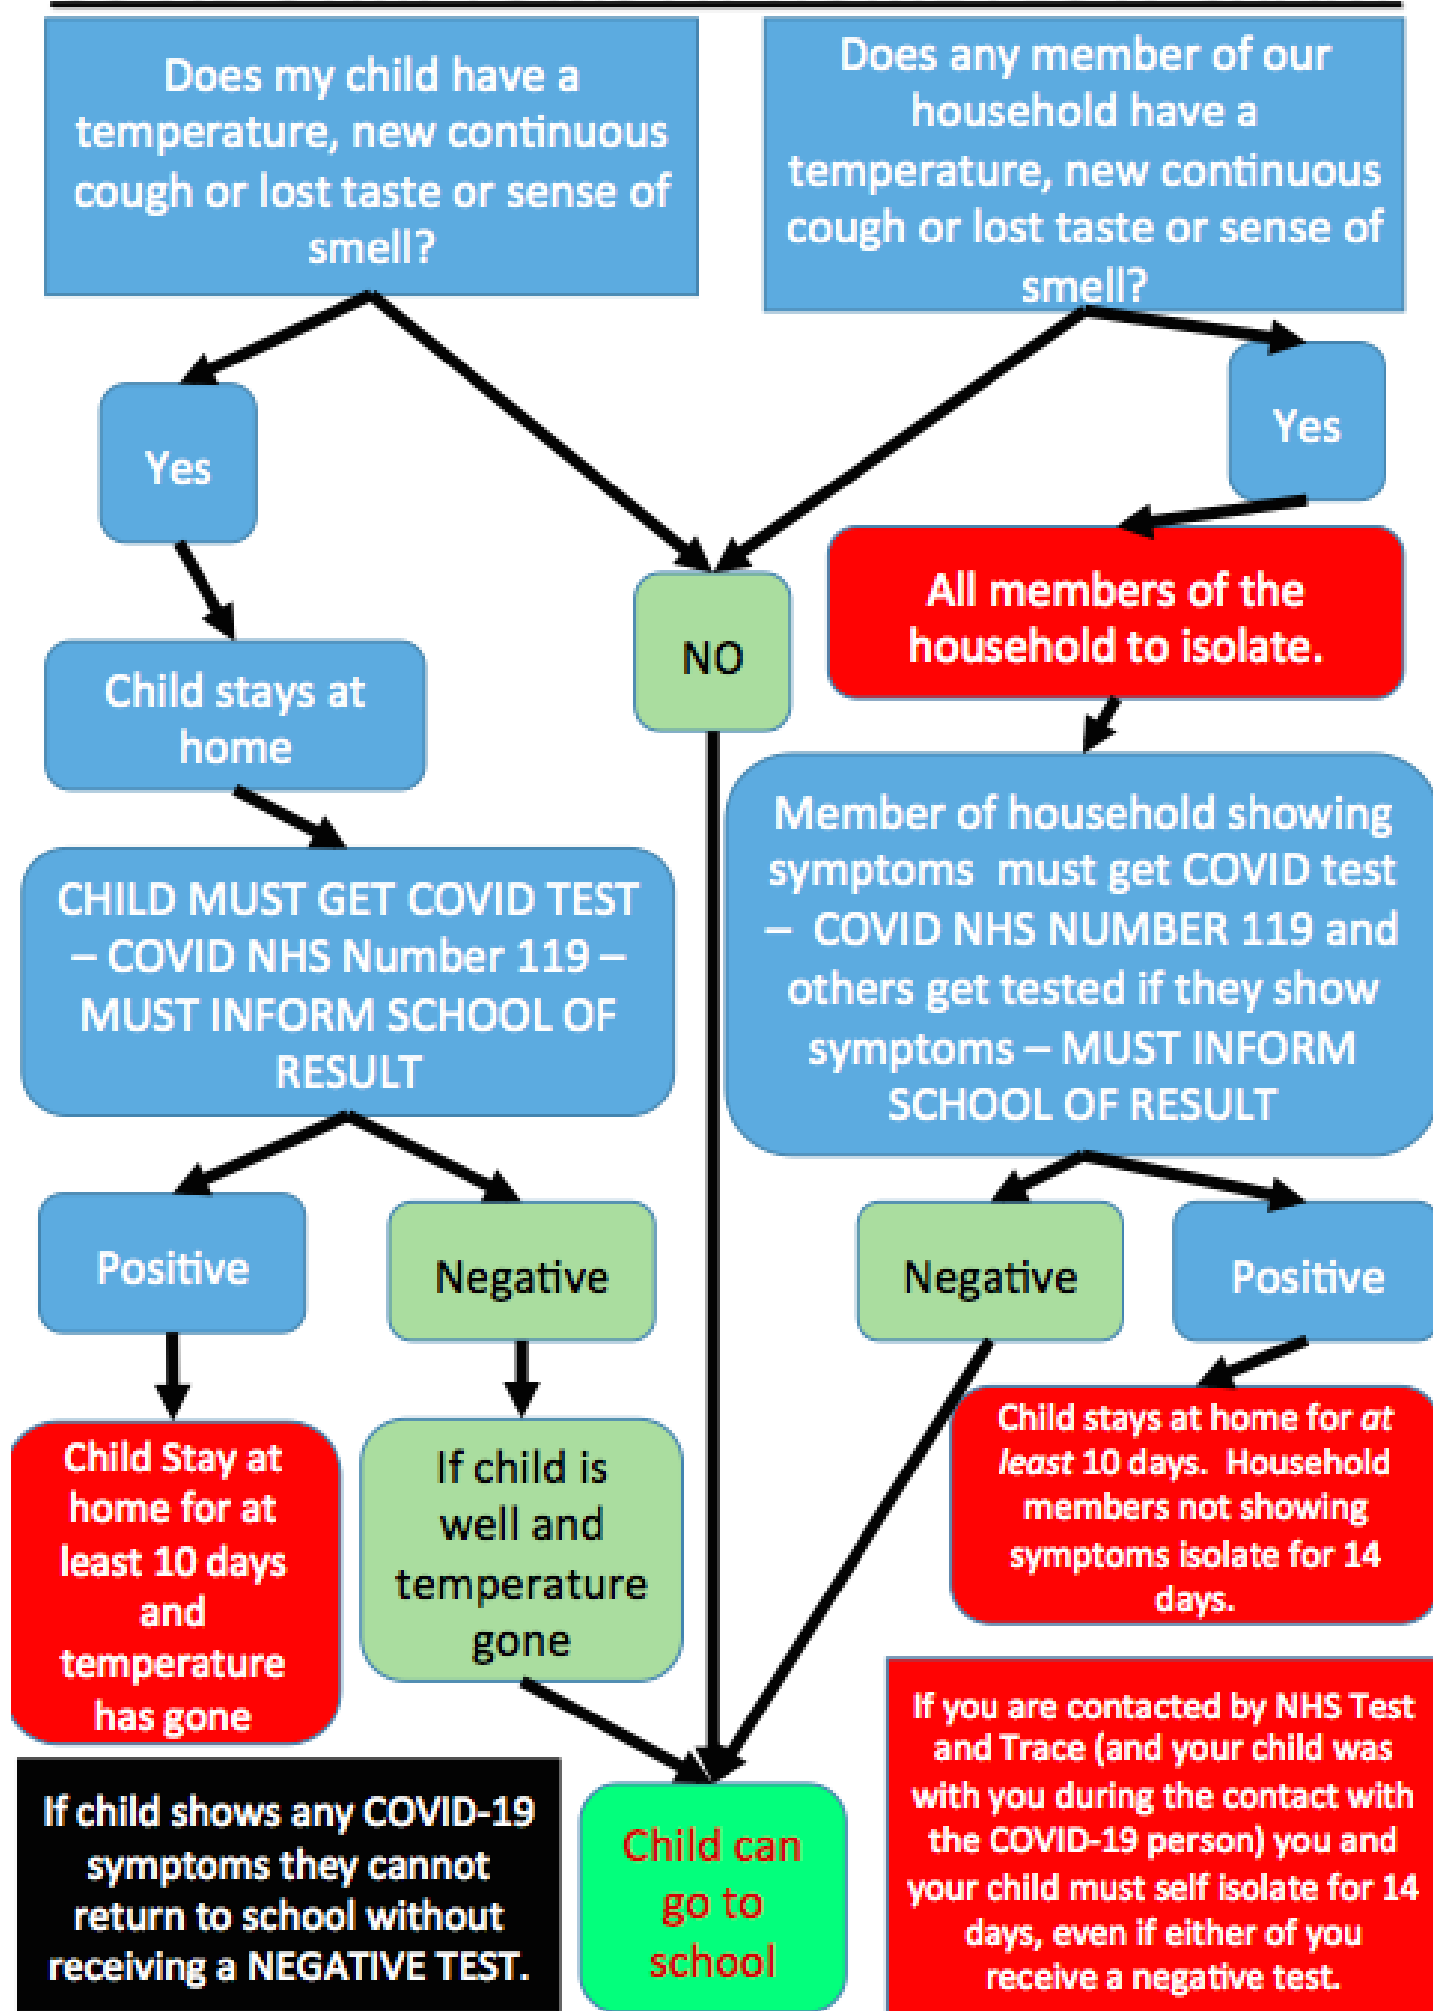 Does my child have a
temperature, new continuous
cough or lost taste or sense of
smell?
Does any member of our
household have a
temperature, new continuous
cough or lost taste or sense of
smell?
Yes
Yes
NO
All members of the
household to isolate.
Child stays at
home
Member of household showing
symptoms must get COVID test
– COVID NHS NUMBER 119 and
others get tested if they show
symptoms – MUST INFORM
SCHOOL OF RESULT
CHILD MUST GET COVID TEST
– COVID NHS Number 119 –
MUST INFORM SCHOOL OF
RESULT
Positive
Negative
Negative
Positive
Child Stay at
home for at
least 10 days
and
temperature
has gone
If child is
well and
temperature
gone
Child stays at home for at
least 10 days. Household
members not showing
symptoms isolate for 14
days.
If child shows any COVID-19
symptoms they cannot
return to school without
receiving a NEGATIVE TEST.
Child can
go to
school
If you are contacted by NHS Test
and Trace (and your child was
with you during the contact with
the COVID-19 person) you and
your child must self isolate for 14
days, even if either of you
receive a negative test.